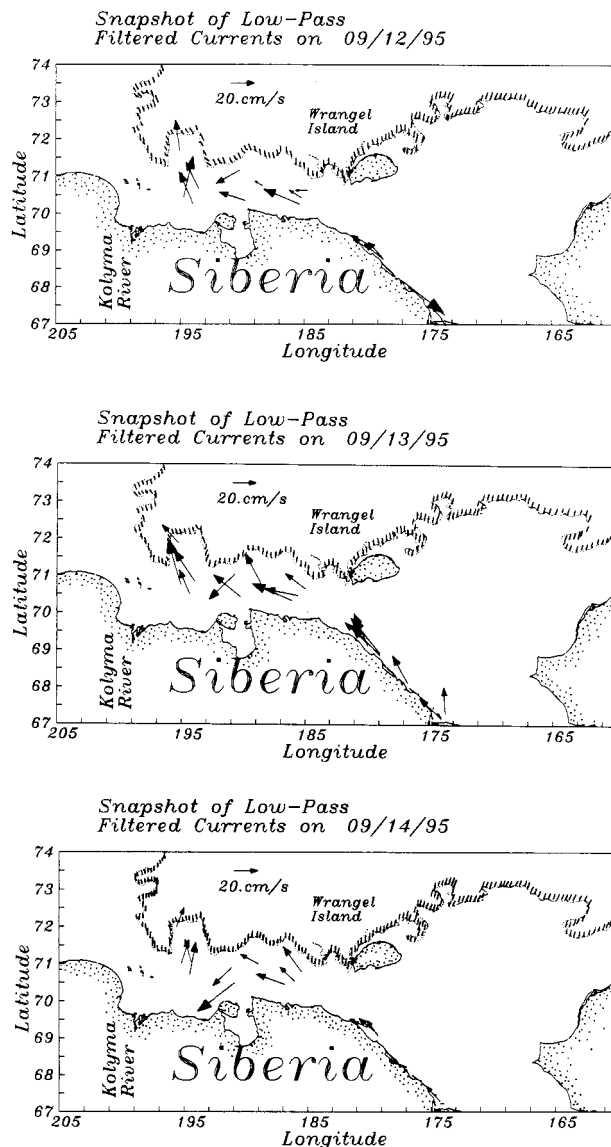 Snapshot of Low-Pass
Filtered Currents on 09/12/95
74
20.cm/s
73
Wrangel
Island
72
71
Latitude
70
69
Kolyma
River
Siberia
68
67
205 195 185 175 165
Longitude
Snapshot of Low-Pass
Filtered Currents on 09/13/95
74
20.cm/s
73
Wrangel
Island
72
71
Latitude
70
69
Kolyma
River
Siberia
68
67
205 195 185 175 165
Longitude
Snapshot of Low-Pass
Filtered Currents on 09/14/95
74
20.cm/s
73
Wrangel
Island
72
71
Latitude
70
69
Kolyma
River
Siberia
68
67
205 195 185 175 165
Longitude